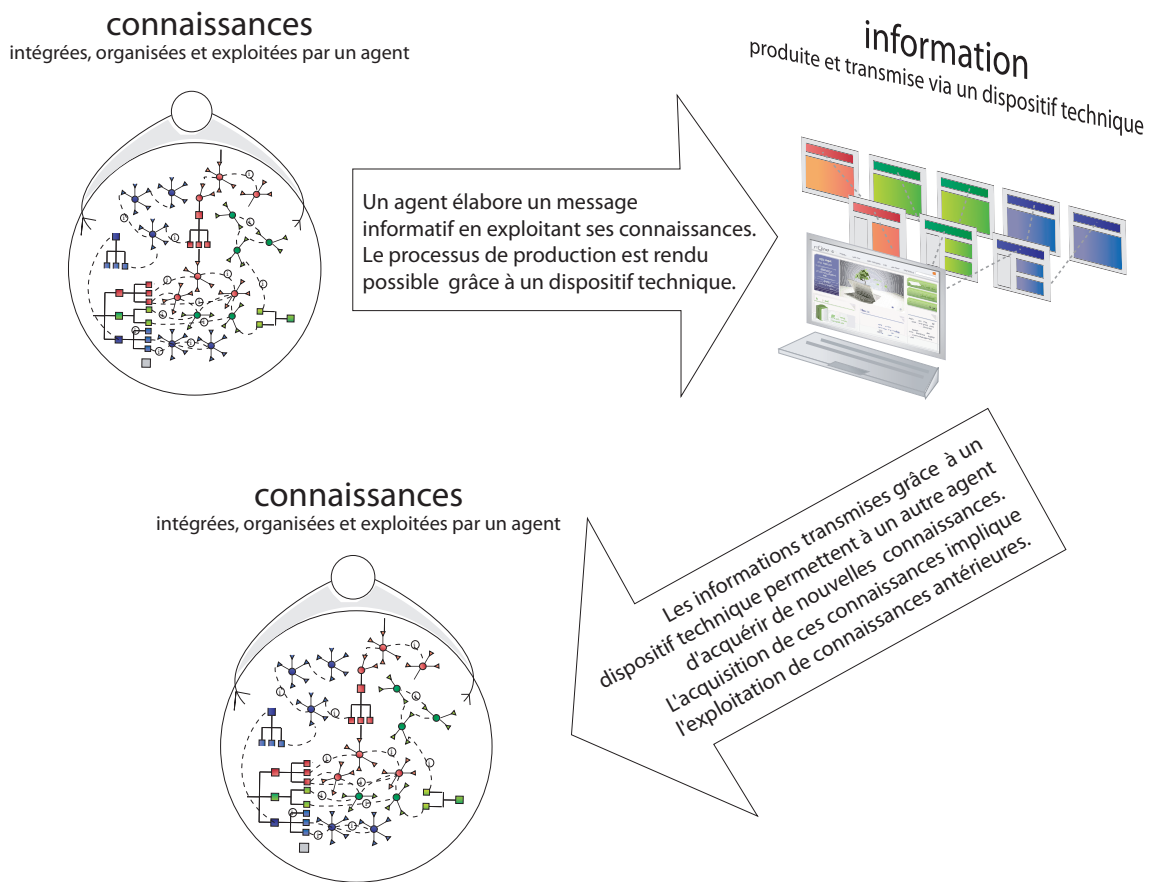 connaissances
intégrées, organisées et exploitées par un agent
information
produite et transmise via un dispositif technique
Un agent élabore un message
informatif en exploitant ses connaissances.
Le processus de production est rendu
possible grâce à un dispositif technique.
Les informations transmises grâce à un
dispositif technique permettent à un autre agent
d'acquérir de nouvelles connaissances.
L'acquisition de ces connaissances implique
l'exploitation de connaissances antérieures.
connaissances
intégrées, organisées et exploitées par un agent